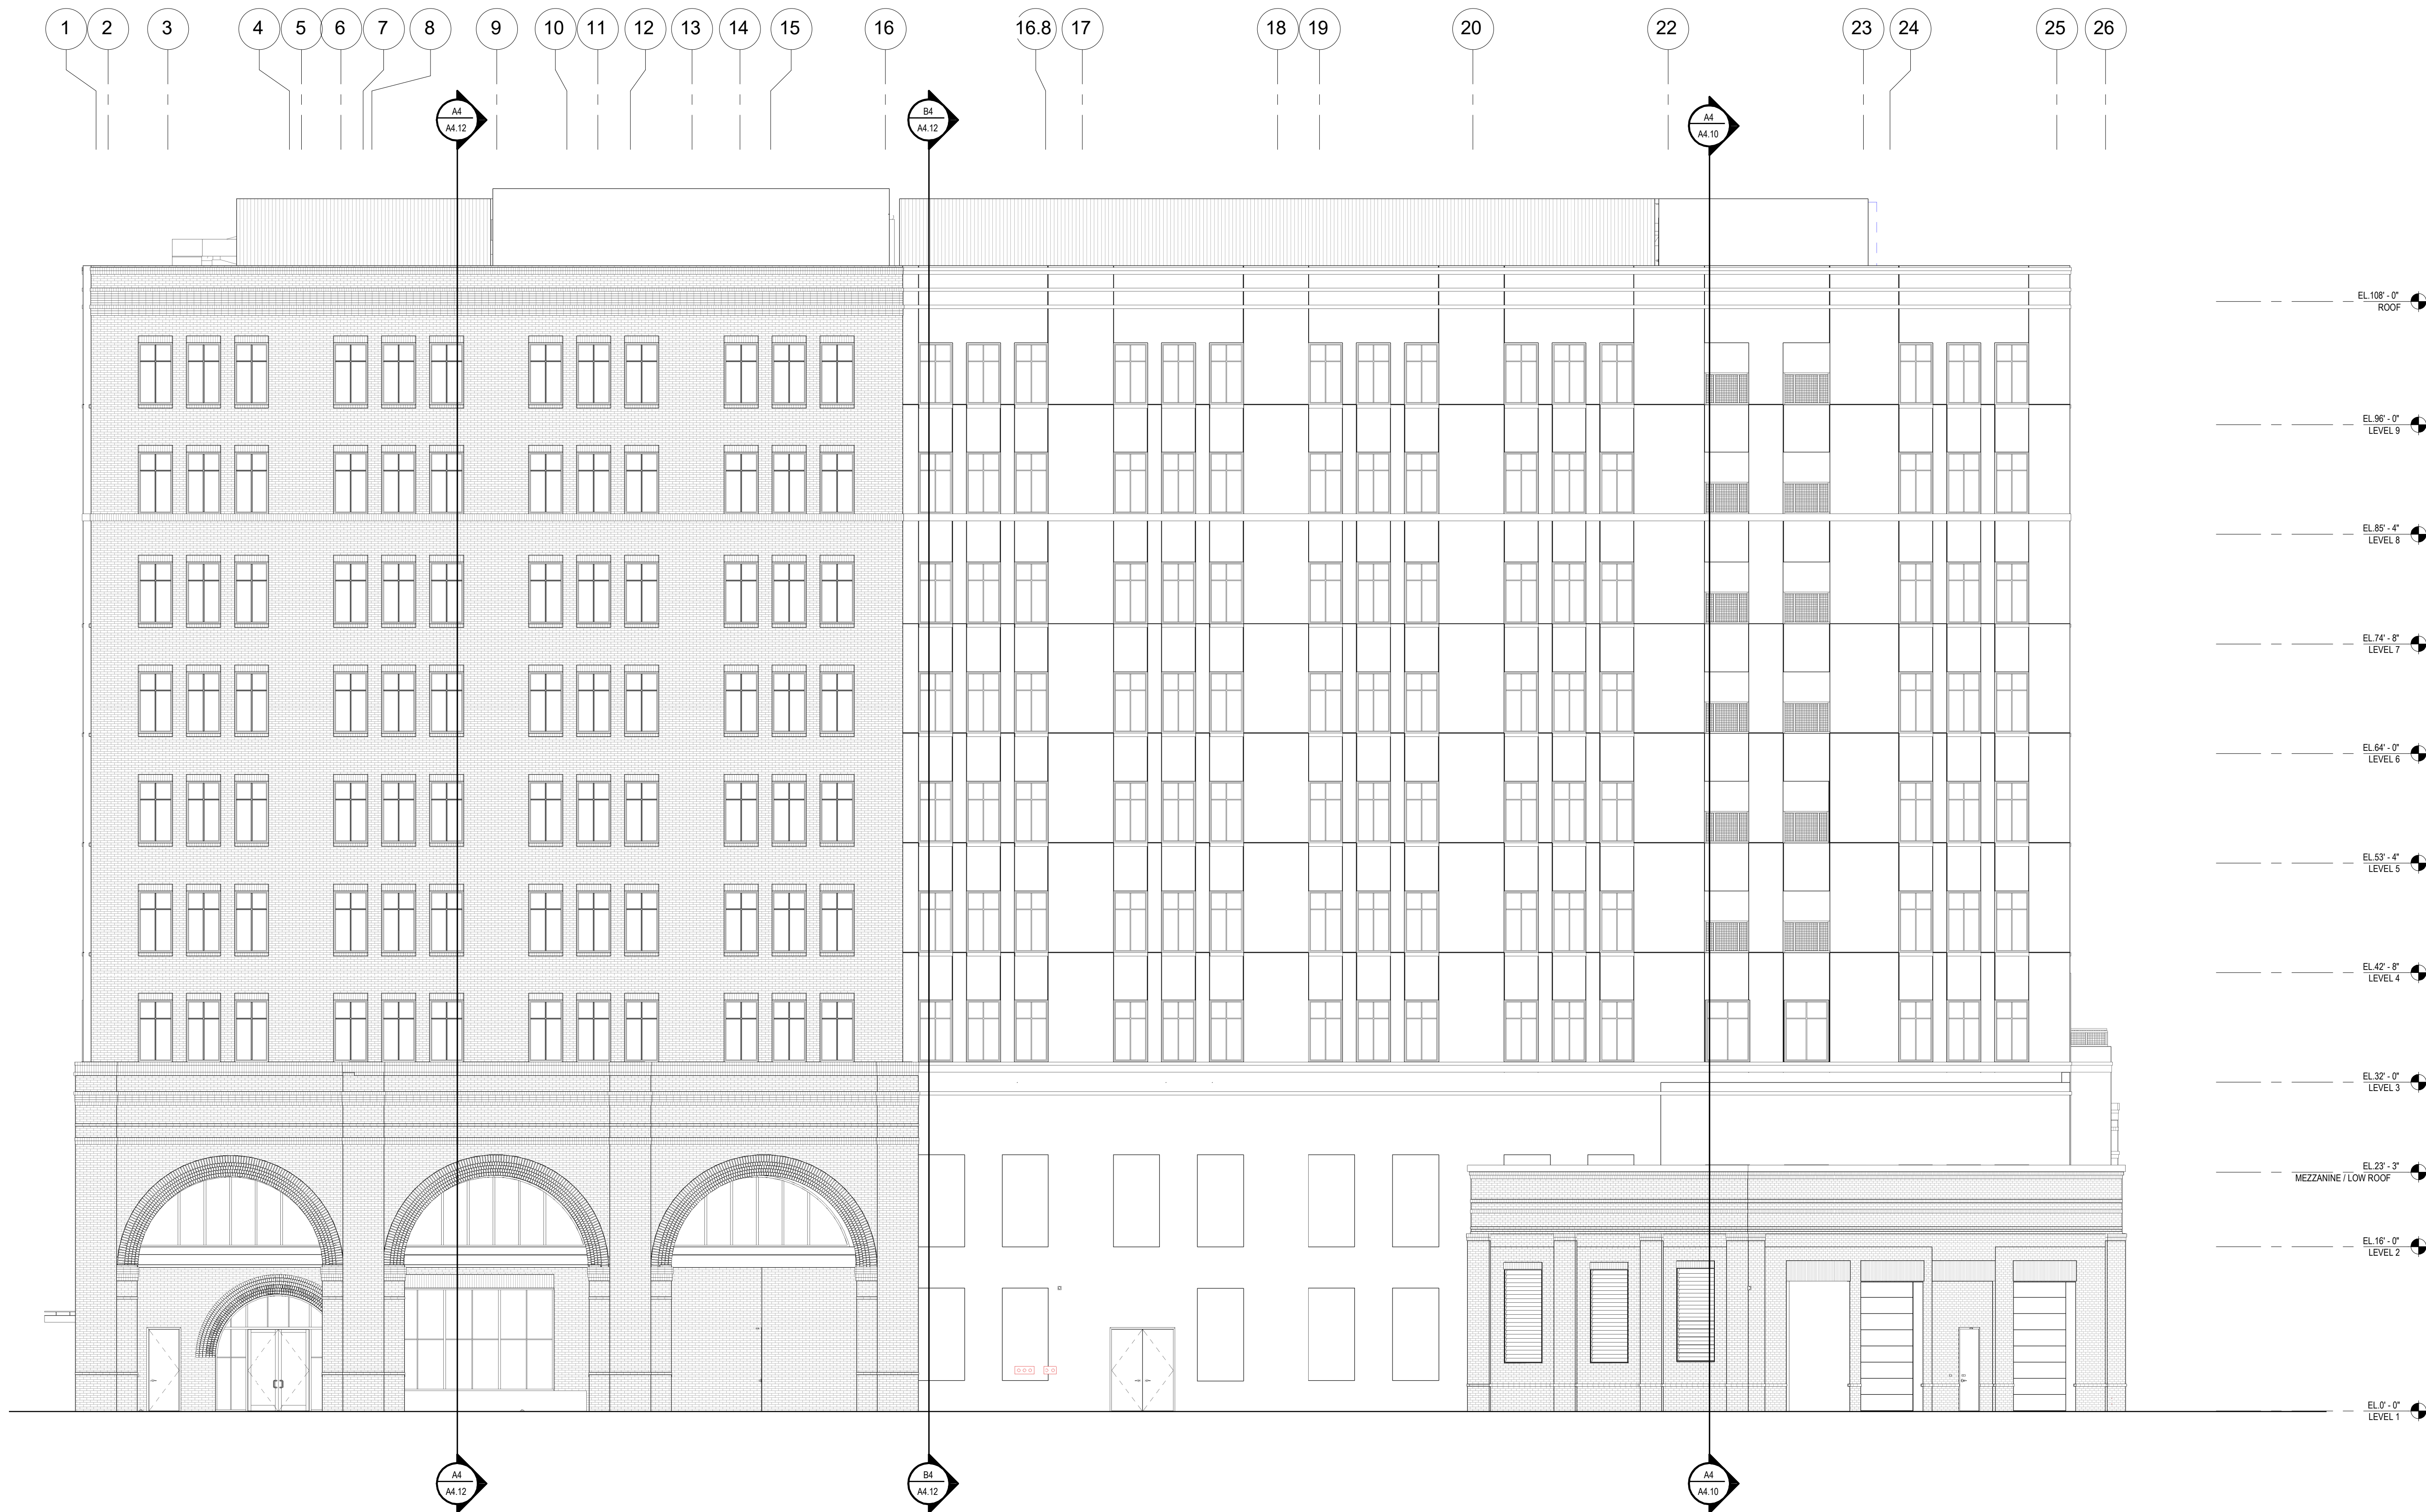 1 2 3 4 5 6 7 8 9 10 11 12 13 14 15 16 16.8 17 18 19 20 22 23 24 25 26
A4
A4.12
B4
A4.12
A4
A4.10
EL.108' - 0"
ROOF
EL.96' - 0"
LEVEL 9
EL.85' - 4"
LEVEL 8
EL.74' - 8"
LEVEL 7
EL.64' - 0"
LEVEL 6
EL.53' - 4"
LEVEL 5
EL.42' - 8"
LEVEL 4
EL.32' - 0"
LEVEL 3
EL.23' - 3"
MEZZANINE / LOW ROOF
EL.16' - 0"
LEVEL 2
EL.0' - 0"
LEVEL 1
A4
A4.12
B4
A4.12
A4
A4.10